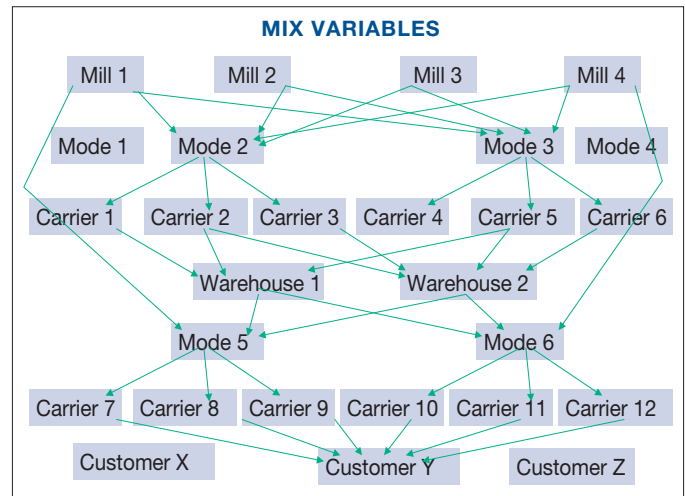 MIX VARIABLES
Mill 1 Mill 2 Mill 3 Mill 4
Mode 1 Mode 2 Mode 3 Mode 4
Carrier 1 Carrier 2 Carrier 3 Carrier 4 Carrier 5 Carrier 6
Warehouse 1 Warehouse 2
Mode 5 Mode 6
Carrier 7 Carrier 8 Carrier 9 Carrier 10 Carrier 11 Carrier 12
Customer X Customer Y Customer Z